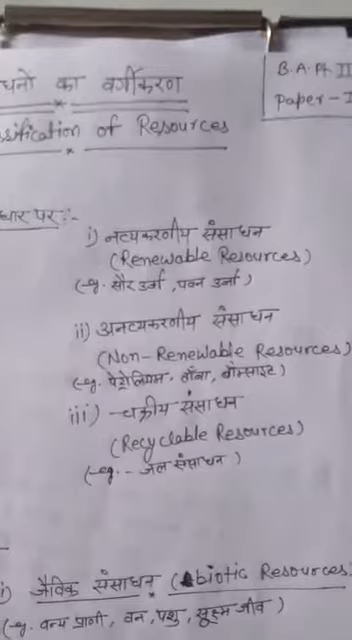 धनों का वर्गीकरण
B.A. Pt II
Paper - I
ssification of Resources
धार पर :-
i) नव्यकरणीय संसाधन
(Renewable Resources)
(eg. सौर उर्जा , पवन उर्जा )
ii) अनव्यकरणीय संसाधन
(Non-Renewable Resources)
(eg. पेट्रोलियम, ताँबा, बॉक्साइट)
iii) चक्रीय संसाधन
(Recyclable Resources)
(eg. - जल संसाधन )
i) जैविक संसाधन (Abiotic Resources
(eg. वन्य प्राणी , वन , पशु , सूक्ष्म जीव )